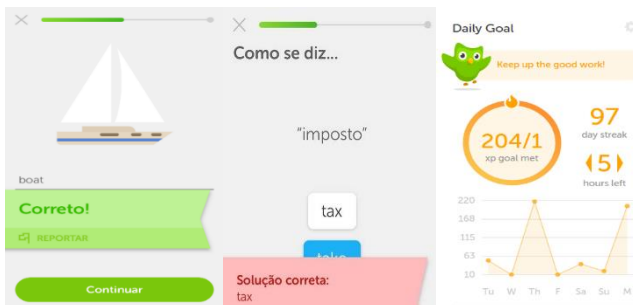 boat
Correto!
REPORTAR
Continuar
Como se diz...
"imposto"
tax
Solução correta:
tax
Daily Goal
Keep up the good work!
204/1
xp goal met
97
day streak
5
hours left
220
168
115
63
10
Tu W Th F Sa Su M